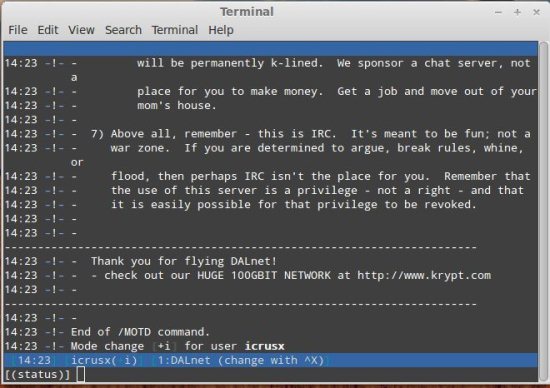 Terminal
File Edit View Search Terminal Help
14:23 -!- - will be permanently k-lined. We sponsor a chat server, not
a
14:23 -!- - place for you to make money. Get a job and move out of your
14:23 -!- - mom's house.
14:23 -!- -
14:23 -!- - 7) Above all, remember - this is IRC. It's meant to be fun; not a
14:23 -!- - war zone. If you are determined to argue, break rules, whine,
or
14:23 -!- - flood, then perhaps IRC isn't the place for you. Remember that
14:23 -!- - the use of this server is a privilege - not a right - and that
14:23 -!- - it is easily possible for that privilege to be revoked.
14:23 -!- -
14:23 -!-
-----------------------------------------------------------------------
14:23 -!- - Thank you for flying DALnet!
14:23 -!- - - check out our HUGE 100GBIT NETWORK at http://www.krypt.com
14:23 -!-
-----------------------------------------------------------------------
14:23 -!- -
14:23 -!- End of /MOTD command.
14:23 -!- Mode change [+i] for user icrusx
[14:23] [icrusx(+i)] [1:DALnet (change with ^X)]
[(status)]